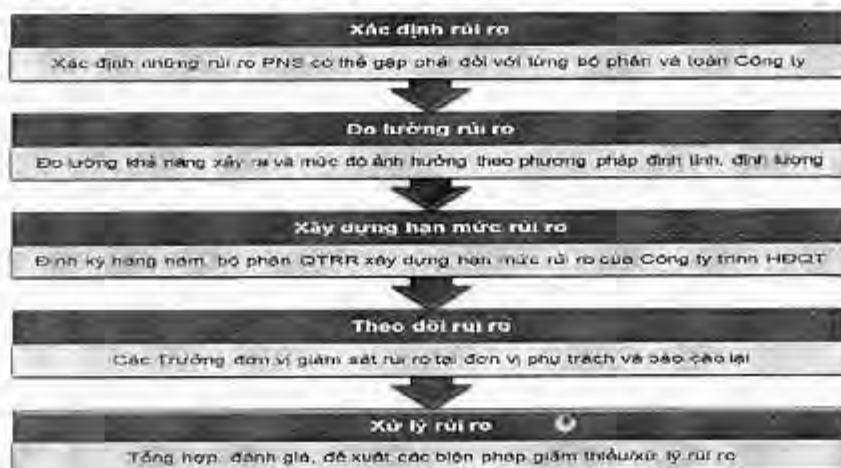 Xác định rủi ro
Xác định những rủi ro PNS có thể gặp phải đối với từng bộ phận và toàn Công ty
Đo lường rủi ro
Đo lường khả năng xảy ra và mức độ ảnh hưởng theo phương pháp định tính, định lượng
Xây dựng hạn mức rủi ro
Định kỳ hàng năm, bộ phận QTRR xây dựng hạn mức rủi ro của Công ty trình HĐQT
Theo dõi rủi ro
Các Trưởng đơn vị giám sát rủi ro tại đơn vị phụ trách và báo cáo lại
Xử lý rủi ro
Tổng hợp, đánh giá, đề xuất các biện pháp giảm thiểu/xử lý rủi ro